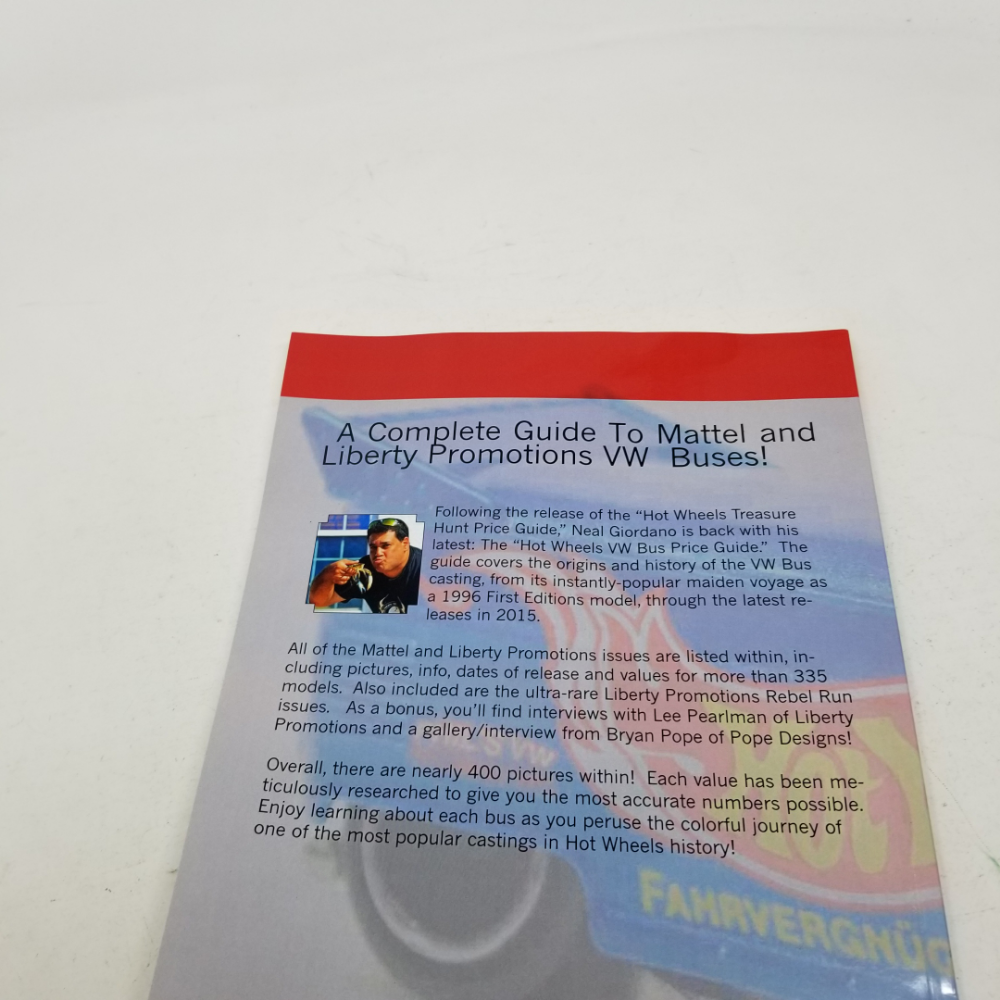 A Complete Guide To Mattel and
Liberty Promotions VW Buses!
Following the release of the “Hot Wheels Treasure
Hunt Price Guide,” Neal Giordano is back with his
latest: The “Hot Wheels VW Bus Price Guide.” The
guide covers the origins and history of the VW Bus
casting, from its instantly-popular maiden voyage as
a 1996 First Editions model, through the latest re-
leases in 2015.
All of the Mattel and Liberty Promotions issues are listed within, in-
cluding pictures, info, dates of release and values for more than 335
models. Also included are the ultra-rare Liberty Promotions Rebel Run
issues. As a bonus, you’ll find interviews with Lee Pearlman of Liberty
Promotions and a gallery/interview from Bryan Pope of Pope Designs!
Overall, there are nearly 400 pictures within! Each value has been me-
ticulously researched to give you the most accurate numbers possible.
Enjoy learning about each bus as you peruse the colorful journey of
one of the most popular castings in Hot Wheels history!
HOT
FAHRVERGNÜG